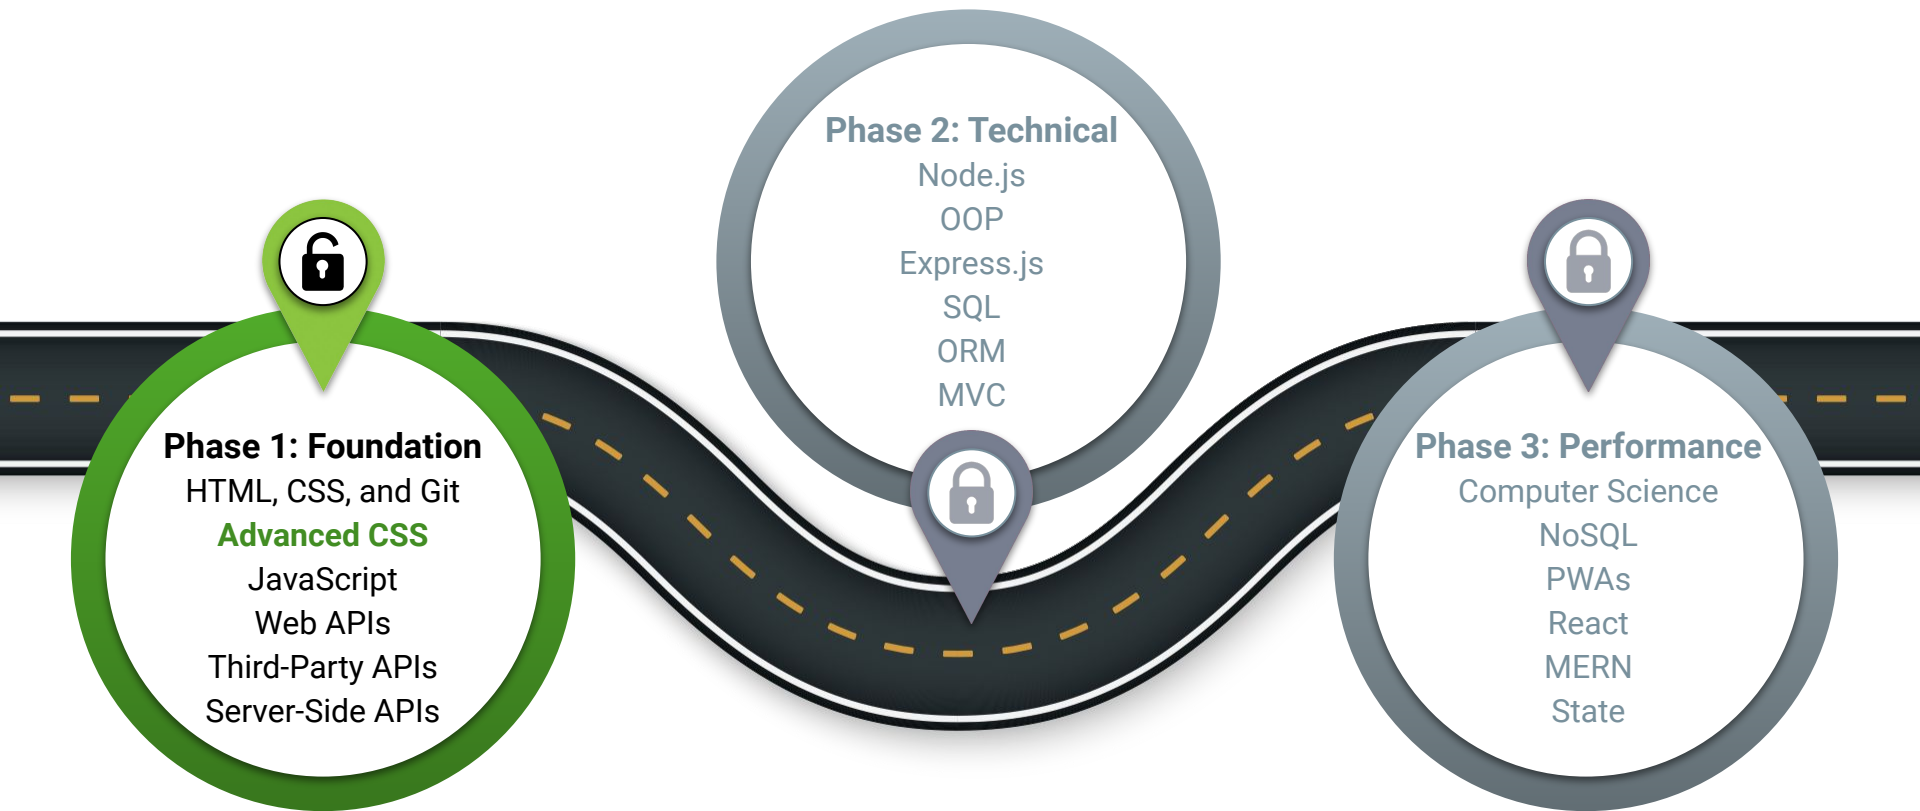 Phase 1: Foundation
HTML, CSS, and Git
Advanced CSS
JavaScript
Web APIs
Third-Party APIs
Server-Side APIs
Phase 2: Technical
Node.js
OOP
Express.js
SQL
ORM
MVC
Phase 3: Performance
Computer Science
NoSQL
PWAs
React
MERN
State